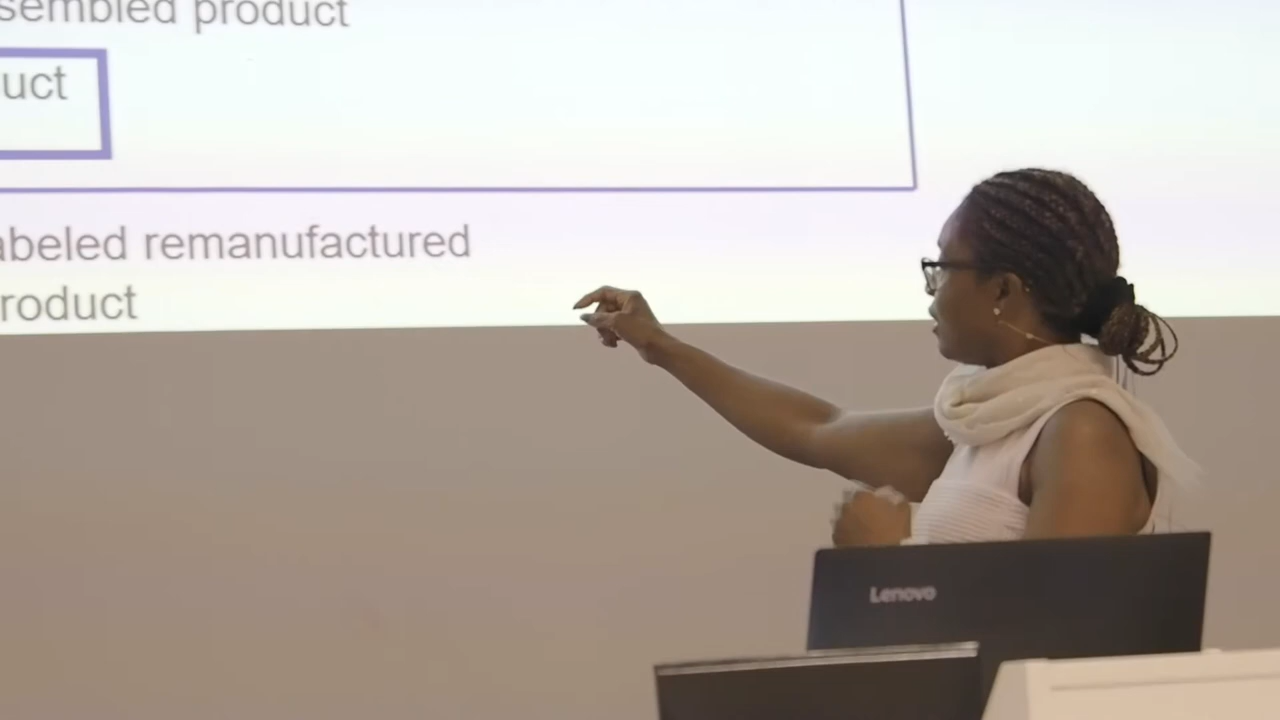 sembled product
uct
abeled remanufactured
roduct
Lenovo